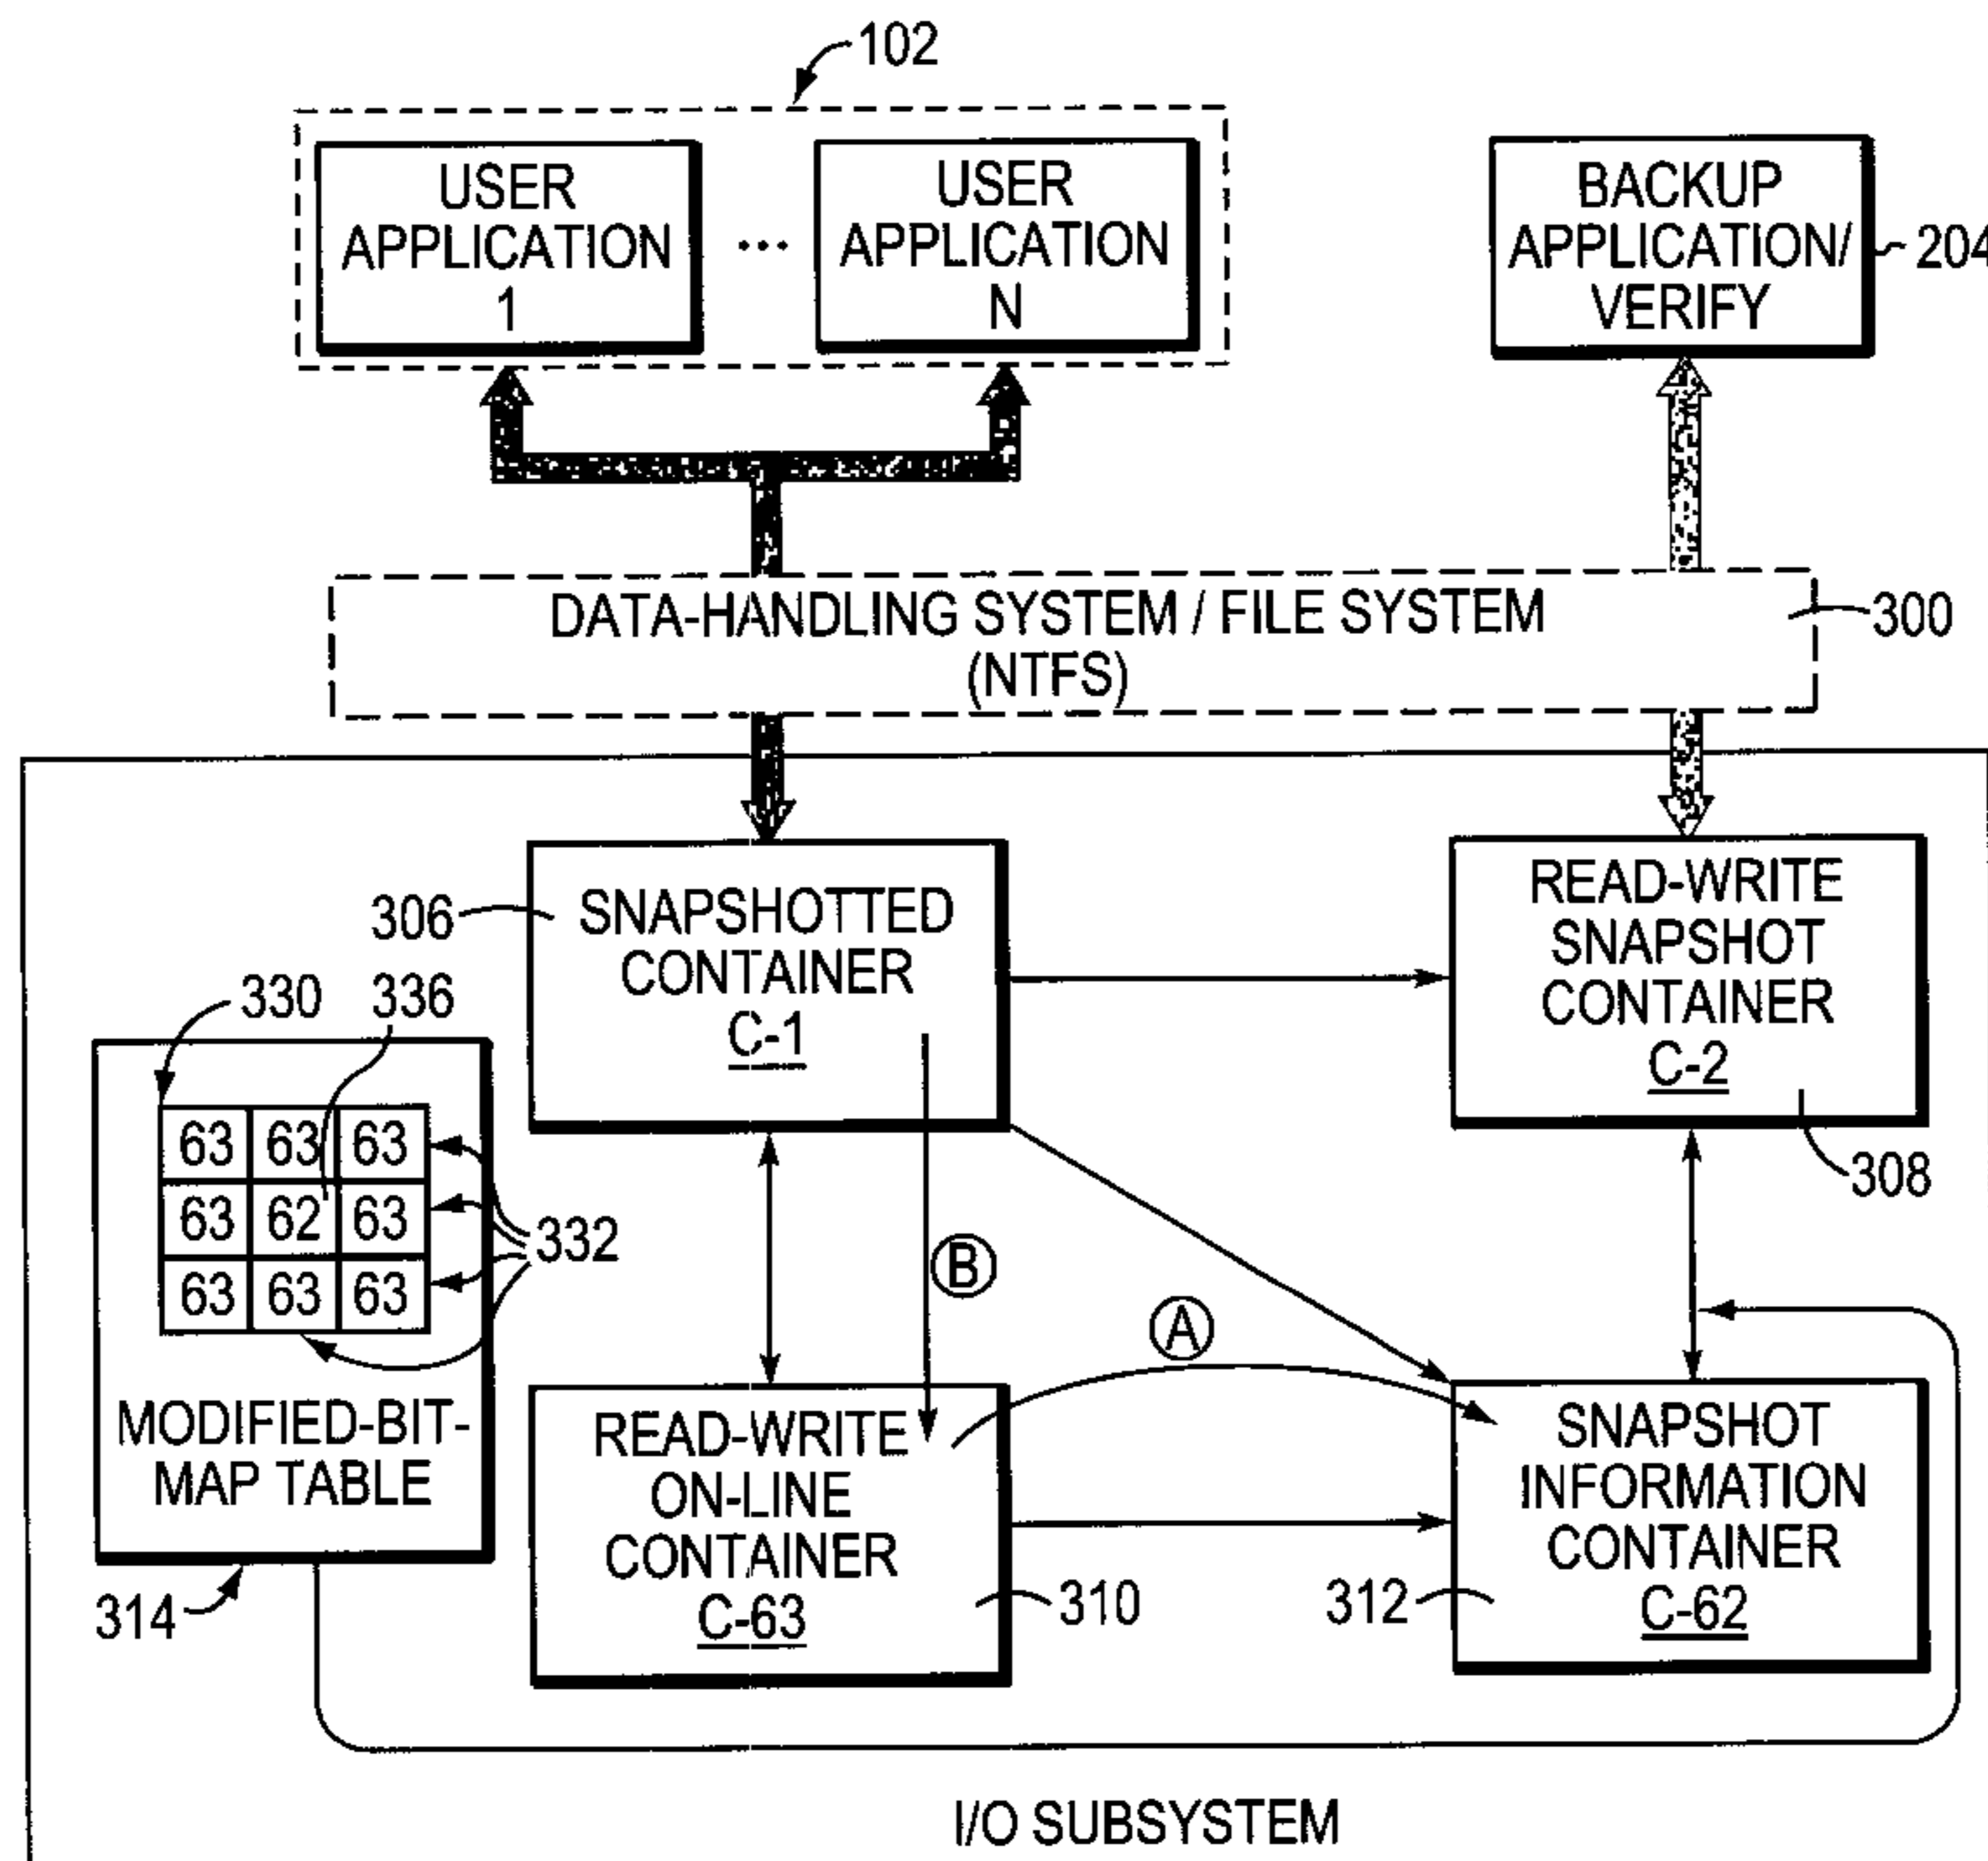 102
USER
APPLICATION
1
...
USER
APPLICATION
N
BACKUP
APPLICATION/
VERIFY
204
DATA-HANDLING SYSTEM / FILE SYSTEM
(NTFS)
300
306
SNAPSHOTTED
CONTAINER
C-1
READ-WRITE
SNAPSHOT
CONTAINER
C-2
308
330
336
63 63 63
63 62 63
63 63 63
332
MODIFIED-BIT-
MAP TABLE
314
B
A
READ-WRITE
ON-LINE
CONTAINER
C-63
310
312
SNAPSHOT
INFORMATION
CONTAINER
C-62
I/O SUBSYSTEM